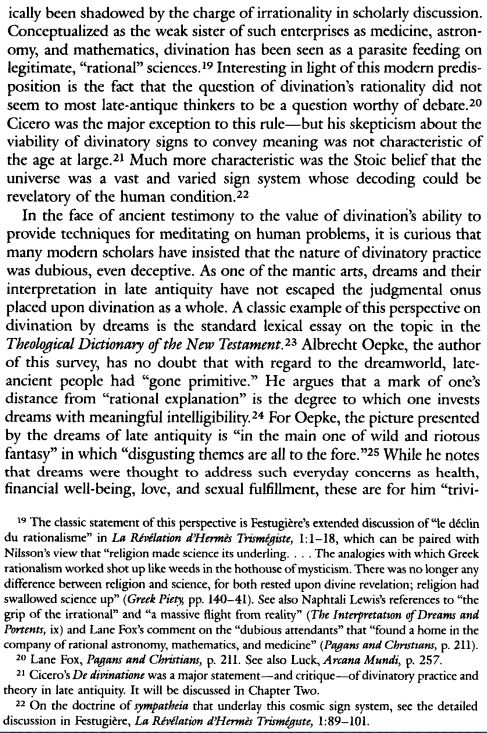 ically been shadowed by the charge of irrationality in scholarly discussion.
Conceptualized as the weak sister of such enterprises as medicine, astron-
omy, and mathematics, divination has been seen as a parasite feeding on
legitimate, “rational” sciences.19 Interesting in light of this modern predis-
position is the fact that the question of divination’s rationality did not
seem to most late-antique thinkers to be a question worthy of debate.20
Cicero was the major exception to this rule—but his skepticism about the
viability of divinatory signs to convey meaning was not characteristic of
the age at large.21 Much more characteristic was the Stoic belief that the
universe was a vast and varied sign system whose decoding could be
revelatory of the human condition.22
In the face of ancient testimony to the value of divination’s ability to
provide techniques for meditating on human problems, it is curious that
many modern scholars have insisted that the nature of divinatory practice
was dubious, even deceptive. As one of the mantic arts, dreams and their
interpretation in late antiquity have not escaped the judgmental onus
placed upon divination as a whole. A classic example of this perspective on
divination by dreams is the standard lexical essay on the topic in the
Theological Dictionary of the New Testament.23 Albrecht Oepke, the author
of this survey, has no doubt that with regard to the dreamworld, late-
ancient people had “gone primitive.” He argues that a mark of one’s
distance from “rational explanation” is the degree to which one invests
dreams with meaningful intelligibility.24 For Oepke, the picture presented
by the dreams of late antiquity is “in the main one of wild and riotous
fantasy” in which “disgusting themes are all to the fore.”25 While he notes
that dreams were thought to address such everyday concerns as health,
financial well-being, love, and sexual fulfillment, these are for him “trivi-
19 The classic statement of this perspective is Festugière’s extended discussion of “le déclin
du rationalisme” in La Révélation d’Hermès Trismégiste, 1:1–18, which can be paired with
Nilsson’s view that “religion made science its underling. . . . The analogies with which Greek
rationalism worked shot up like weeds in the hothouse of mysticism. There was no longer any
difference between religion and science, for both rested upon divine revelation; religion had
swallowed science up” (Greek Piety, pp. 140–41). See also Naphtali Lewis’s references to “the
grip of the irrational” and “a massive flight from reality” (The Interpretation of Dreams and
Portents, ix) and Lane Fox’s comment on the “dubious attendants” that “found a home in the
company of rational astronomy, mathematics, and medicine” (Pagans and Christians, p. 211).
20 Lane Fox, Pagans and Christians, p. 211. See also Luck, Arcana Mundi, p. 257.
21 Cicero’s De divinatione was a major statement—and critique—of divinatory practice and
theory in late antiquity. It will be discussed in Chapter Two.
22 On the doctrine of sympatheia that underlay this cosmic sign system, see the detailed
discussion in Festugière, La Révélation d’Hermès Trismégiste, 1:89–101.